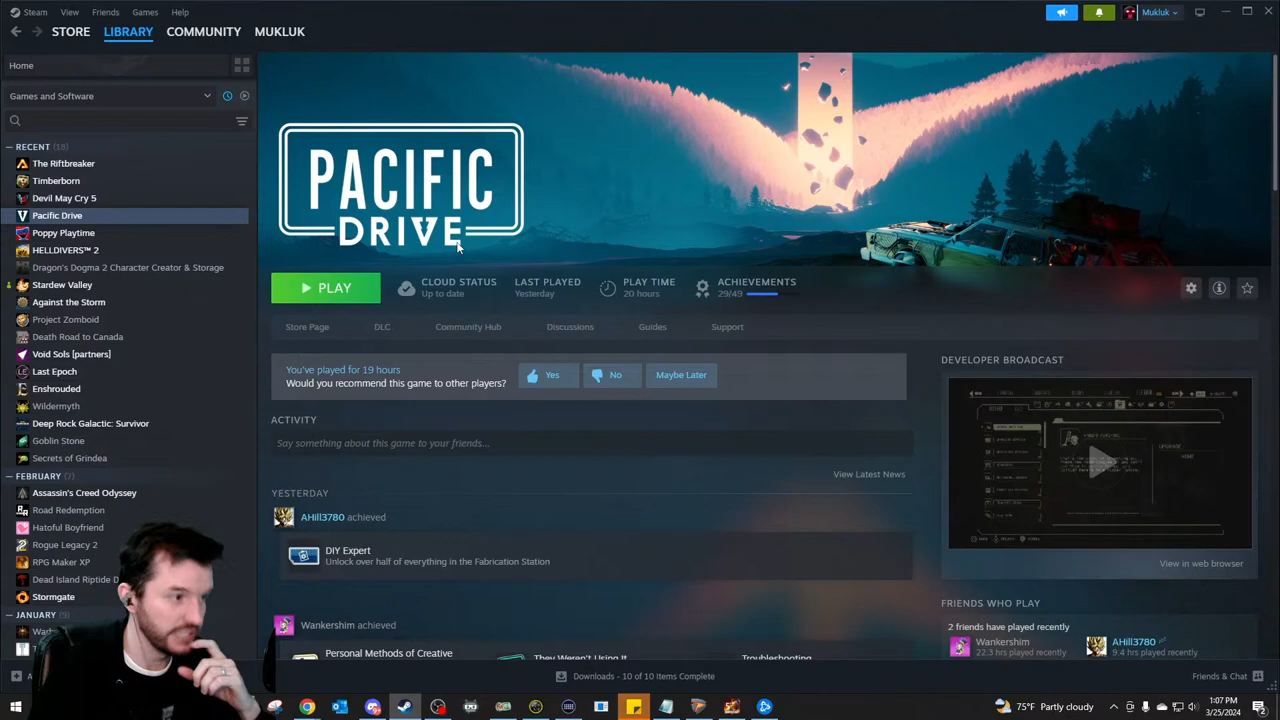 Steam View Friends Games Help
Mukluk
STORE LIBRARY COMMUNITY MUKLUK
Home
Games and Software
RECENT (18)
The Riftbreaker
Timberborn
Devil May Cry 5
Pacific Drive
Poppy Playtime
HELLDIVERS™ 2
Dragon's Dogma 2 Character Creator & Storage
Stardew Valley
Against the Storm
Project Zomboid
Death Road to Canada
Void Sols [partners]
Last Epoch
Enshrouded
Wildermyth
Deep Rock Galactic: Survivor
Goblin Stone
Secrets of Grindea
FEBRUARY (7)
Assassin's Creed Odyssey
Road Redemption
Hatoful Boyfriend
Rogue Legacy 2
RPG Maker XP
Dead Island Riptide D
Stormgate
JANUARY (9)
PACIFIC
DRIVE
PLAY
CLOUD STATUS
Up to date
LAST PLAYED
Yesterday
PLAY TIME
20 hours
ACHIEVEMENTS
29/49
Store Page DLC Community Hub Discussions Guides Support
You've played for 19 hours
Would you recommend this game to other players?
Yes No Maybe Later
ACTIVITY
Say something about this game to your friends...
View Latest News
YESTERDAY
AHill3780 achieved
DIY Expert
Unlock over half of everything in the Fabrication Station
Wankershim achieved
Personal Methods of Creative
They Weren't Using It
Troubleshooting
DEVELOPER BROADCAST
View in web browser
FRIENDS WHO PLAY
2 friends have played recently
Wankershim
22.3 hrs played recently
AHill3780
9.4 hrs played recently
Downloads - 10 of 10 Items Complete
Friends & Chat
75°F Partly cloudy
1:07 PM
3/25/2024